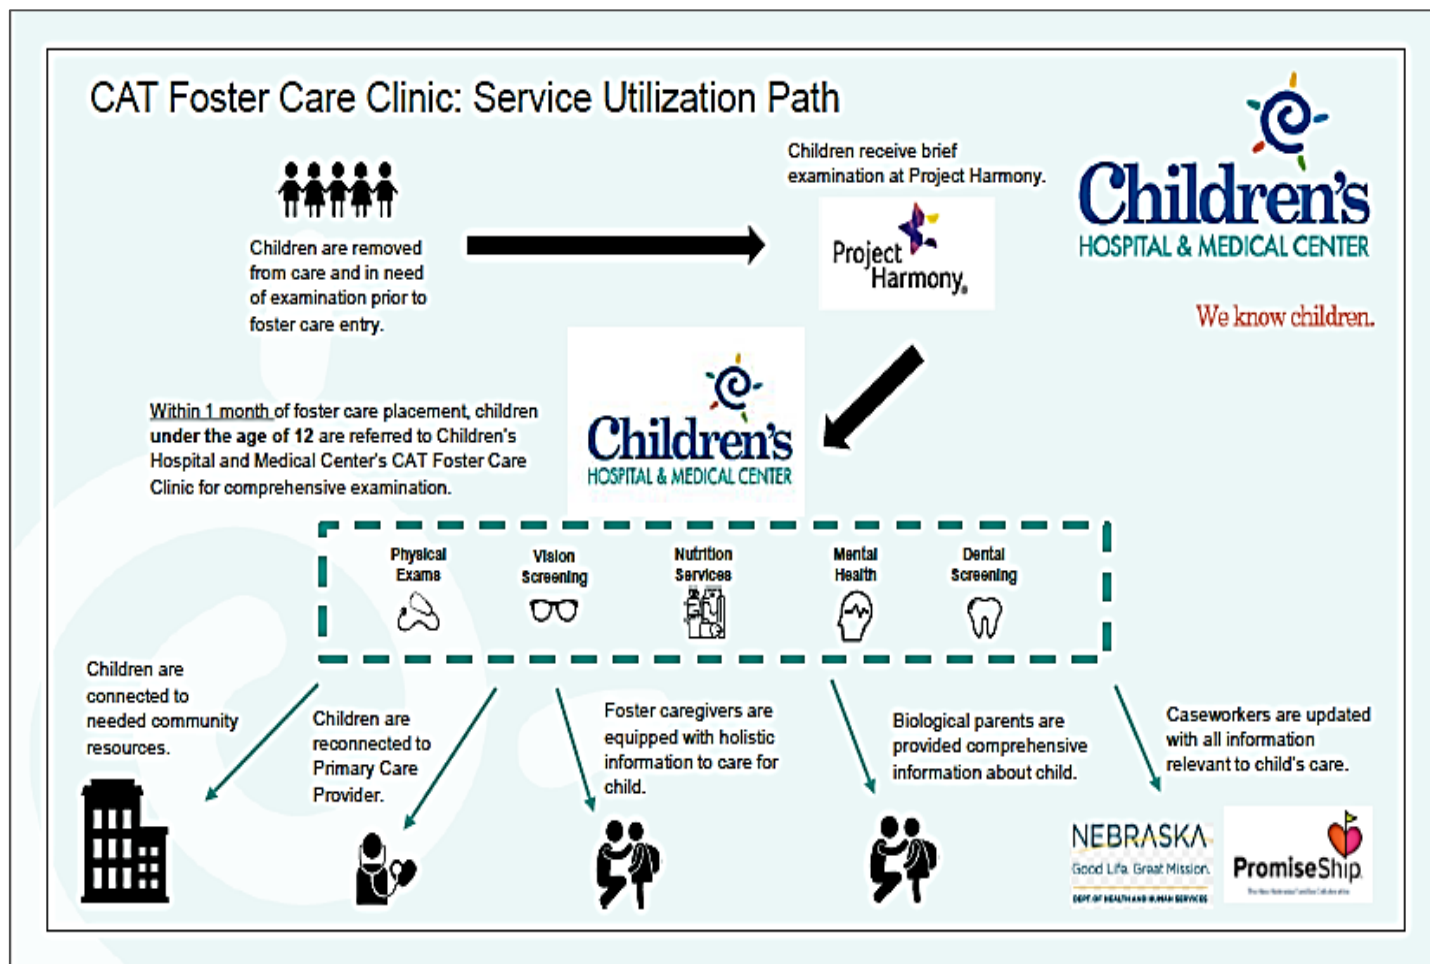 CAT Foster Care Clinic: Service Utilization Path
Children are removed
from care and in need
of examination prior to
foster care entry.
Children receive brief
examination at Project Harmony.
Project
Harmony®
Children's
HOSPITAL & MEDICAL CENTER
We know children.
Within 1 month of foster care placement, children
under the age of 12 are referred to Children's
Hospital and Medical Center's CAT Foster Care
Clinic for comprehensive examination.
Children's
HOSPITAL & MEDICAL CENTER
Physical
Exams
Vision
Screening
Nutrition
Services
Mental
Health
Dental
Screening
Children are
connected to
needed community
resources.
Children are
reconnected to
Primary Care
Provider.
Foster caregivers are
equipped with holistic
information to care for
child.
Biological parents are
provided comprehensive
information about child.
Caseworkers are updated
with all information
relevant to child's care.
NEBRASKA
Good Life. Great Mission.
DEPT OF HEALTH AND HUMAN SERVICES
PromiseShip